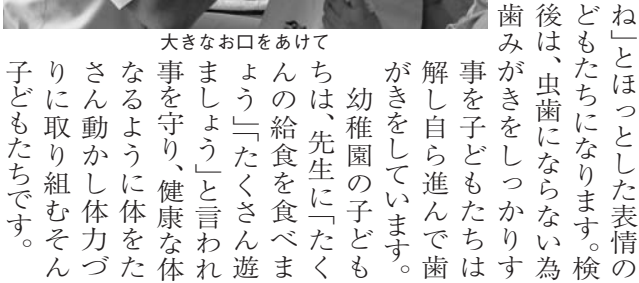 大きなお口をあけて
ね」とほっとした表情の
どもたちになります。検
後は、虫歯にならない為
歯みがきをしっかりす
事を子どもたちは
解し自ら進んで歯
がきをしています。
幼稚園の子ども
ちは、先生に「たく
んの給食を食べま
ょう」「たくさん遊
ましょう」と言われ
事を守り、健康な体
なるように体をた
さん動かし体力づ
りに取り組むそん
子どもたちです。